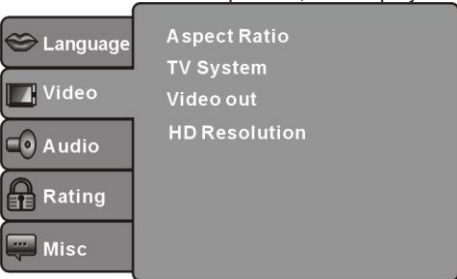 Language
Video
Audio
Rating
Misc
Aspect Ratio
TV System
Video out
HD Resolution